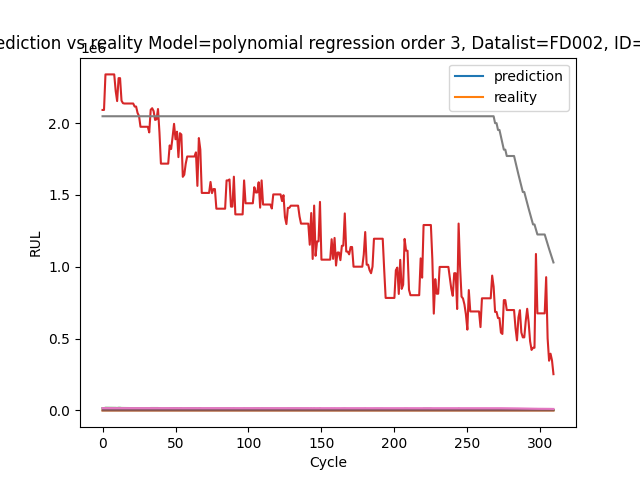 ediction vs reality Model=polynomial regression order 3, Datalist=FD002, ID=
1e6
prediction
reality
2.0
1.5
1.0
0.5
0.0
RUL
0 50 100 150 200 250 300
Cycle